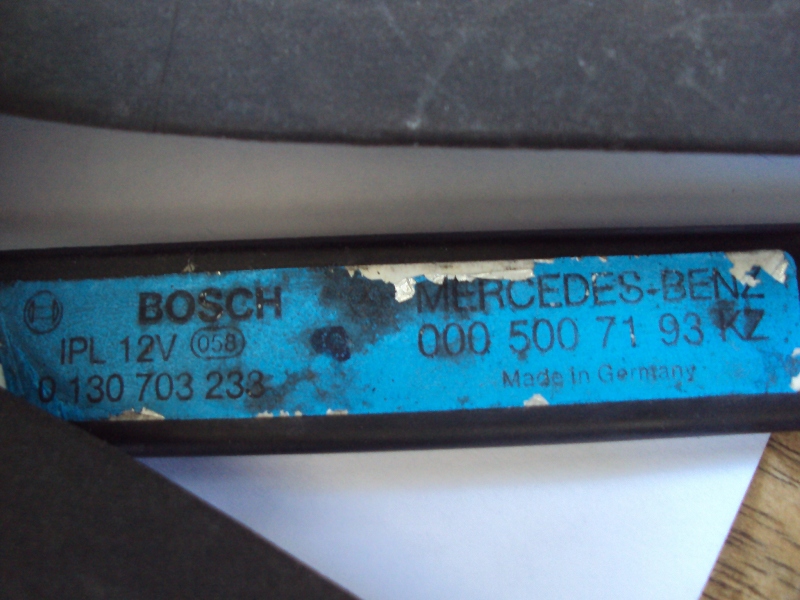 BOSCH
IPL 12V 058
0 130 703 233
MERCEDES-BENZ
000 500 71 93 KZ
Made in Germany